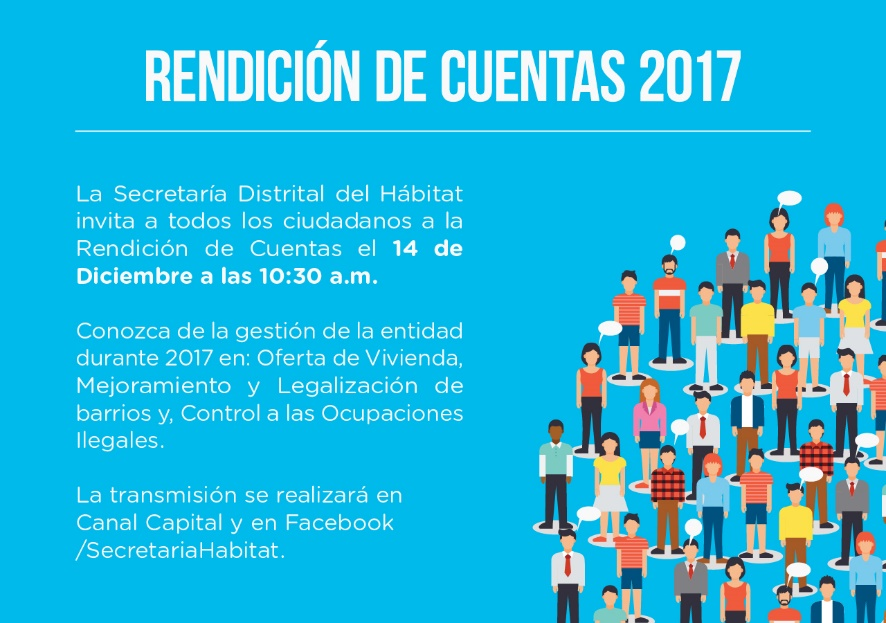 RENDICIÓN DE CUENTAS 2017
La Secretaría Distrital del Hábitat
invita a todos los ciudadanos a la
Rendición de Cuentas el 14 de
Diciembre a las 10:30 a.m.
Conozca de la gestión de la entidad
durante 2017 en: Oferta de Vivienda,
Mejoramiento y Legalización de
barrios y, Control a las Ocupaciones
Ilegales.
La transmisión se realizará en
Canal Capital y en Facebook
/SecretariaHabitat.